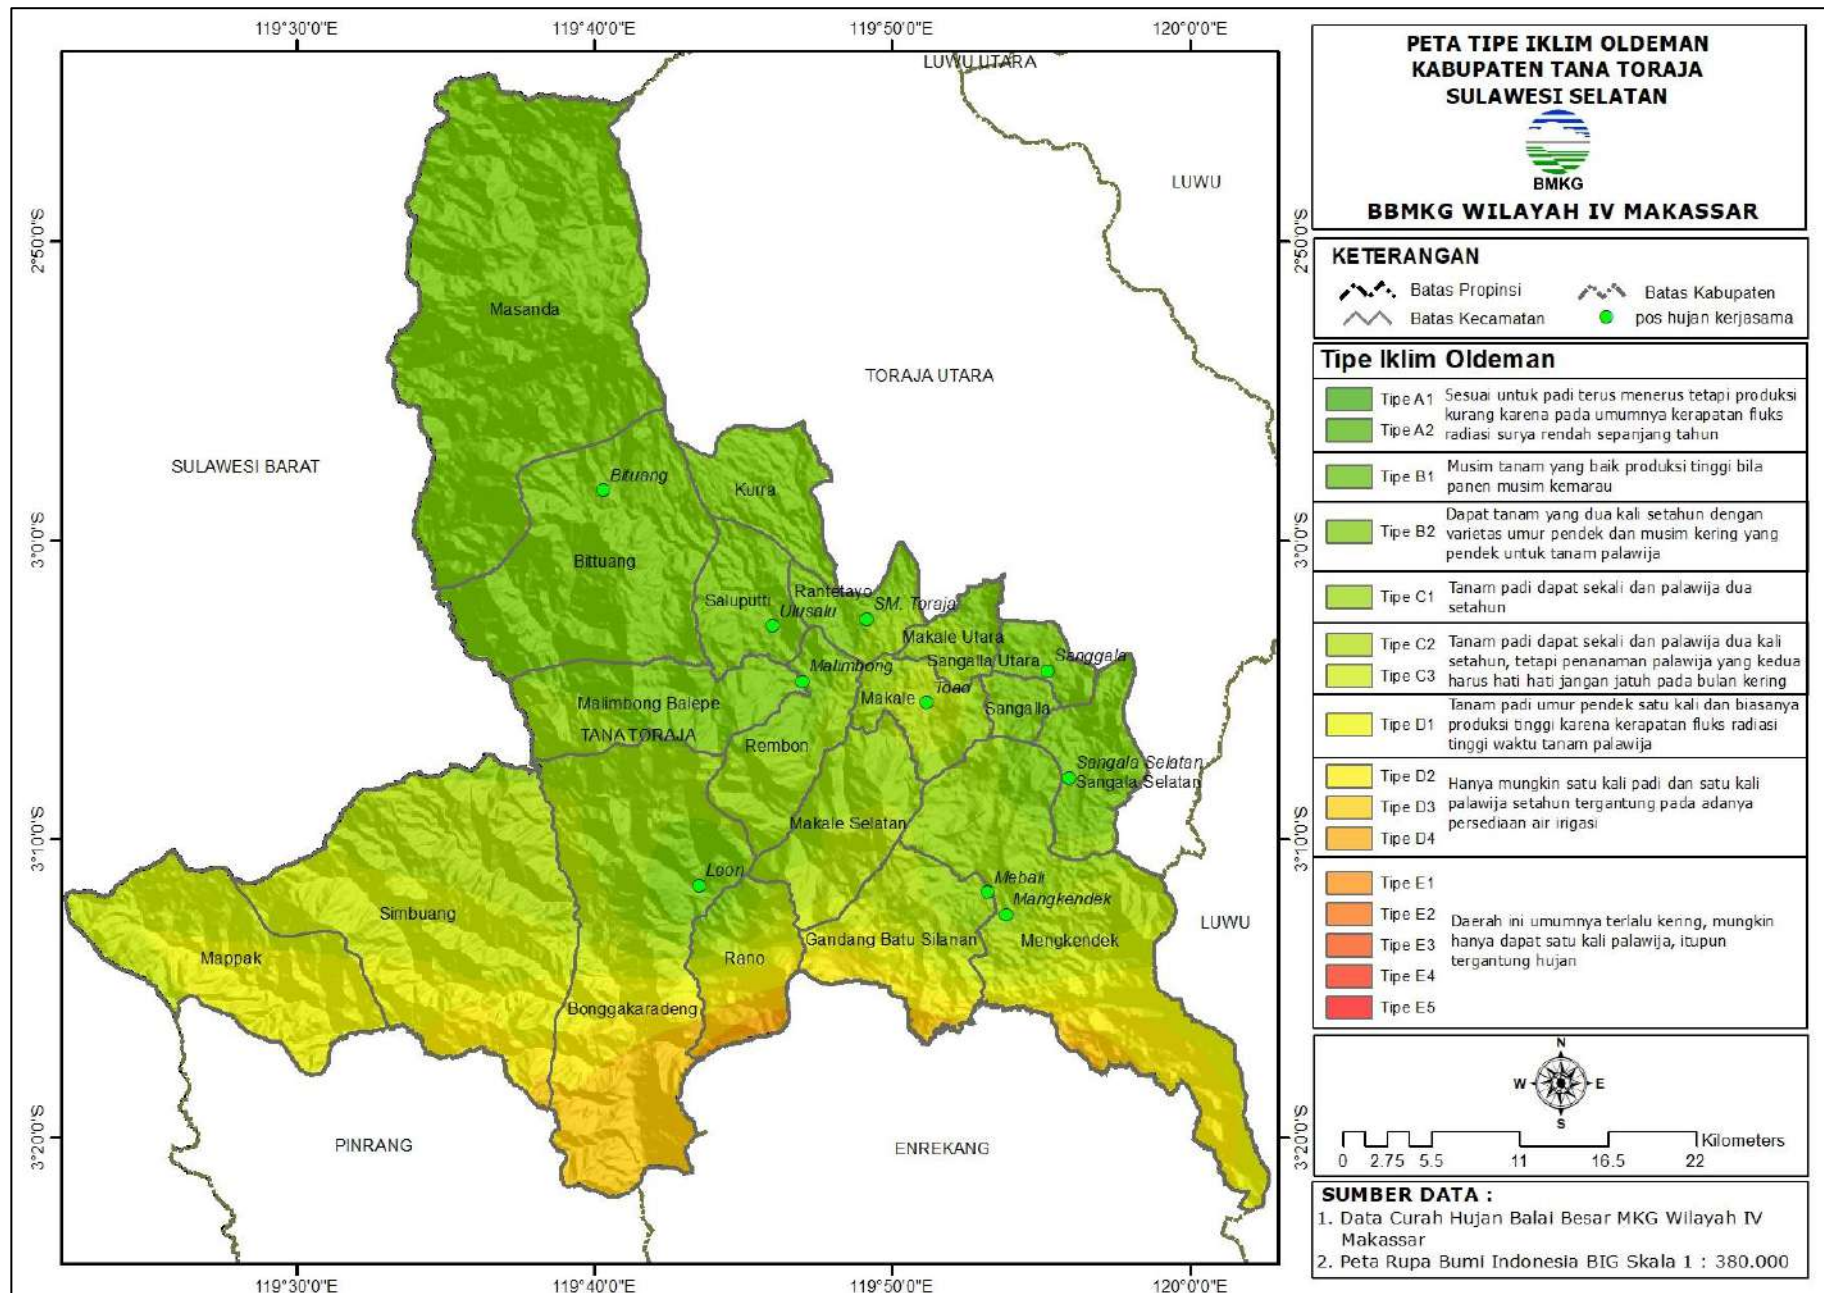 119°30'0"E
119°40'0"E
119°50'0"E
120°0'0"E
2°50'0"S
3°0'0"S
3°10'0"S
3°20'0"S
LUWU UTARA
LUWU
Masanda
TORAJA UTARA
SULAWESI BARAT
Bituang
Kurra
Bittuang
Saluputti
Rantetayo
Ulusalu
SM. Toraja
Makale Utara
Sangalla Utara
Sanggala
Malimbong
Makale
Toao
Malimbong Balepe
Sangalla
TANA TORAJA
Rembon
Sangala Selatan
Sangala Selatan
Makale Selatan
Leon
Mebali
Mangkendek
Simbuang
LUWU
Gandang Batu Silanan
Mengkendek
Mappak
Rano
Bonggakaradeng
PINRANG
ENREKANG
2°50'0"S
3°0'0"S
3°10'0"S
3°20'0"S
119°30'0"E
119°40'0"E
119°50'0"E
120°0'0"E
PETA TIPE IKLIM OLDEMAN
KABUPATEN TANA TORAJA
SULAWESI SELATAN
BMKG
BBMKG WILAYAH IV MAKASSAR
KETERANGAN
Batas Propinsi
Batas Kabupaten
Batas Kecamatan
pos hujan kerjasama
Tipe Iklim Oldeman
Tipe A1
Tipe A2
Sesuai untuk padi terus menerus tetapi produksi
kurang karena pada umumnya kerapatan fluks
radiasi surya rendah sepanjang tahun
Tipe B1
Musim tanam yang baik produksi tinggi bila
panen musim kemarau
Tipe B2
Dapat tanam yang dua kali setahun dengan
varietas umur pendek dan musim kering yang
pendek untuk tanam palawija
Tipe C1
Tanam padi dapat sekali dan palawija dua
setahun
Tipe C2
Tipe C3
Tanam padi dapat sekali dan palawija dua kali
setahun, tetapi penanaman palawija yang kedua
harus hati hati jangan jatuh pada bulan kering
Tipe D1
Tanam padi umur pendek satu kali dan biasanya
produksi tinggi karena kerapatan fluks radiasi
tinggi waktu tanam palawija
Tipe D2
Tipe D3
Tipe D4
Hanya mungkin satu kali padi dan satu kali
palawija setahun tergantung pada adanya
persediaan air irigasi
Tipe E1
Tipe E2
Tipe E3
Tipe E4
Tipe E5
Daerah ini umumnya terlalu kering, mungkin
hanya dapat satu kali palawija, itupun
tergantung hujan
N
W
E
S
Kilometers
0 2.75 5.5 11 16.5 22
SUMBER DATA :
1. Data Curah Hujan Balai Besar MKG Wilayah IV
Makassar
2. Peta Rupa Bumi Indonesia BIG Skala 1 : 380.000